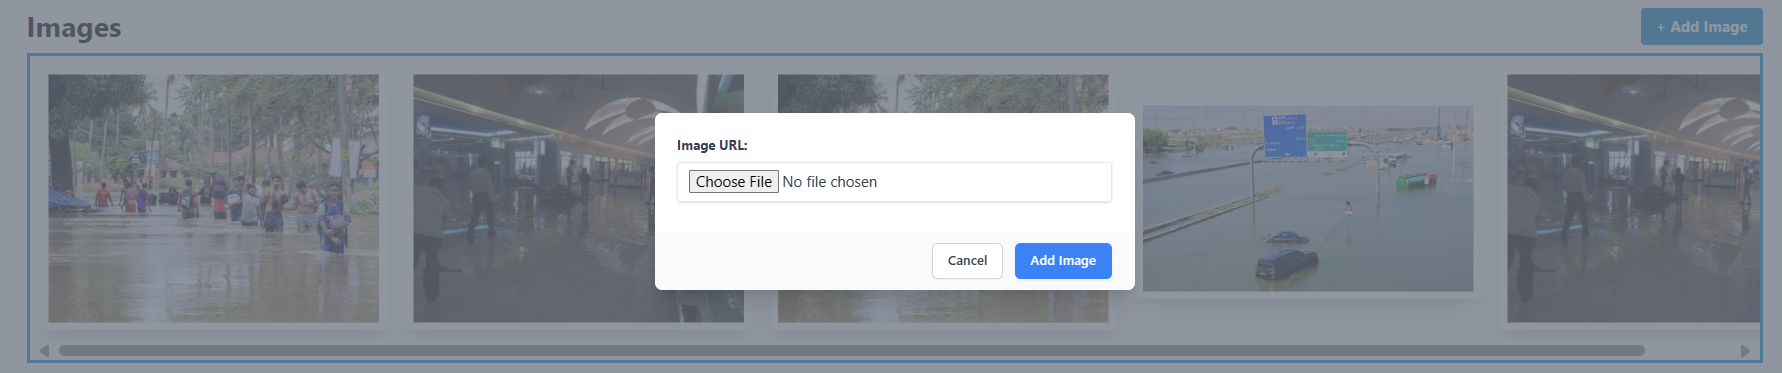 Images
+ Add Image
Image URL:
Choose File No file chosen
Cancel
Add Image